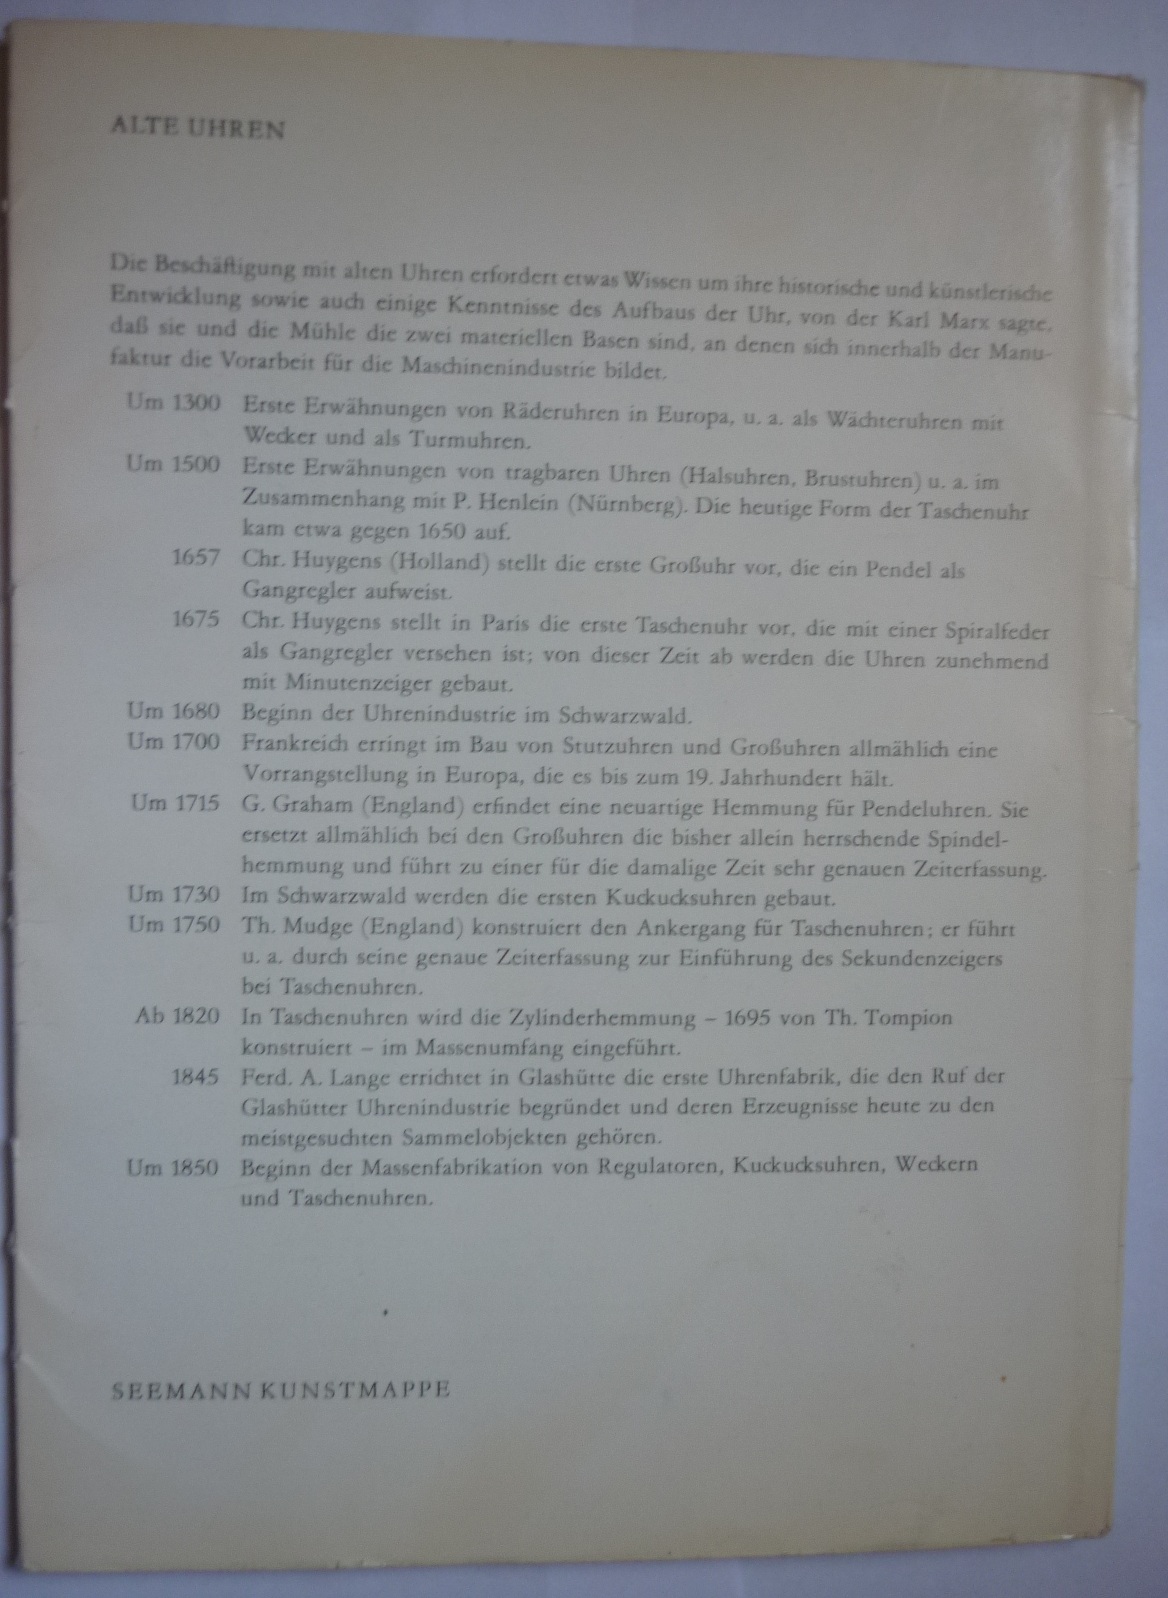 ALTE UHREN
Die Beschäftigung mit alten Uhren erfordert etwas Wissen um ihre historische und künstlerische
Entwicklung sowie auch einige Kenntnisse des Aufbaus der Uhr, von der Karl Marx sagte,
daß sie und die Mühle die zwei materiellen Basen sind, an denen sich innerhalb der Manu-
faktur die Vorarbeit für die Maschinenindustrie bildet.
Um 1300 Erste Erwähnungen von Räderuhren in Europa, u. a. als Wächteruhren mit
Wecker und als Turmuhren.
Um 1500 Erste Erwähnungen von tragbaren Uhren (Halsuhren, Brustuhren) u. a. im
Zusammenhang mit P. Henlein (Nürnberg). Die heutige Form der Taschenuhr
kam etwa gegen 1650 auf.
1657 Chr. Huygens (Holland) stellt die erste Großuhr vor, die ein Pendel als
Gangregler aufweist.
1675 Chr. Huygens stellt in Paris die erste Taschenuhr vor, die mit einer Spiralfeder
als Gangregler versehen ist; von dieser Zeit ab werden die Uhren zunehmend
mit Minutenzeiger gebaut.
Um 1680 Beginn der Uhrenindustrie im Schwarzwald.
Um 1700 Frankreich erringt im Bau von Stutzuhren und Großuhren allmählich eine
Vorrangstellung in Europa, die es bis zum 19. Jahrhundert hält.
Um 1715 G. Graham (England) erfindet eine neuartige Hemmung für Pendeluhren. Sie
ersetzt allmählich bei den Großuhren die bisher allein herrschende Spindel-
hemmung und führt zu einer für die damalige Zeit sehr genauen Zeiterfassung.
Um 1730 Im Schwarzwald werden die ersten Kuckucksuhren gebaut.
Um 1750 Th. Mudge (England) konstruiert den Ankergang für Taschenuhren; er führt
u. a. durch seine genaue Zeiterfassung zur Einführung des Sekundenzeigers
bei Taschenuhren.
Ab 1820 In Taschenuhren wird die Zylinderhemmung – 1695 von Th. Tompion
konstruiert – im Massenumfang eingeführt.
1845 Ferd. A. Lange errichtet in Glashütte die erste Uhrenfabrik, die den Ruf der
Glashütter Uhrenindustrie begründet und deren Erzeugnisse heute zu den
meistgesuchten Sammelobjekten gehören.
Um 1850 Beginn der Massenfabrikation von Regulatoren, Kuckucksuhren, Weckern
und Taschenuhren.
SEEMANN KUNSTMAPPE